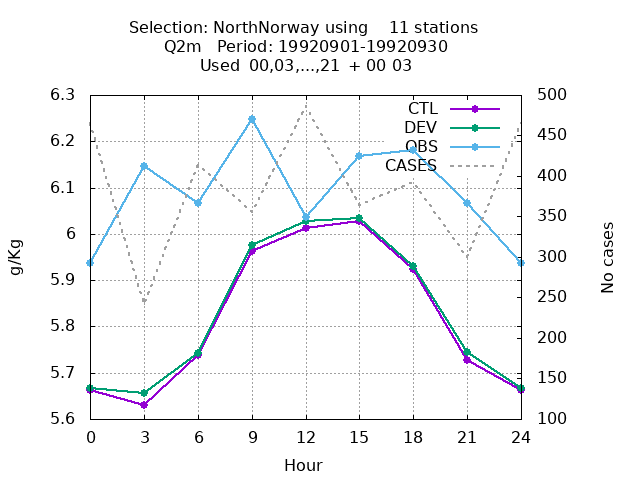 Selection: NorthNorway using    11 stations
Q2m   Period: 19920901-19920930
Used  00,03,...,21  + 00 03
6.3
6.2
6.1
6
5.9
5.8
5.7
5.6
g/Kg
CTL
DEV
OBS
CASES
500
450
400
350
300
250
200
150
100
No cases
0 3 6 9 12 15 18 21 24
Hour